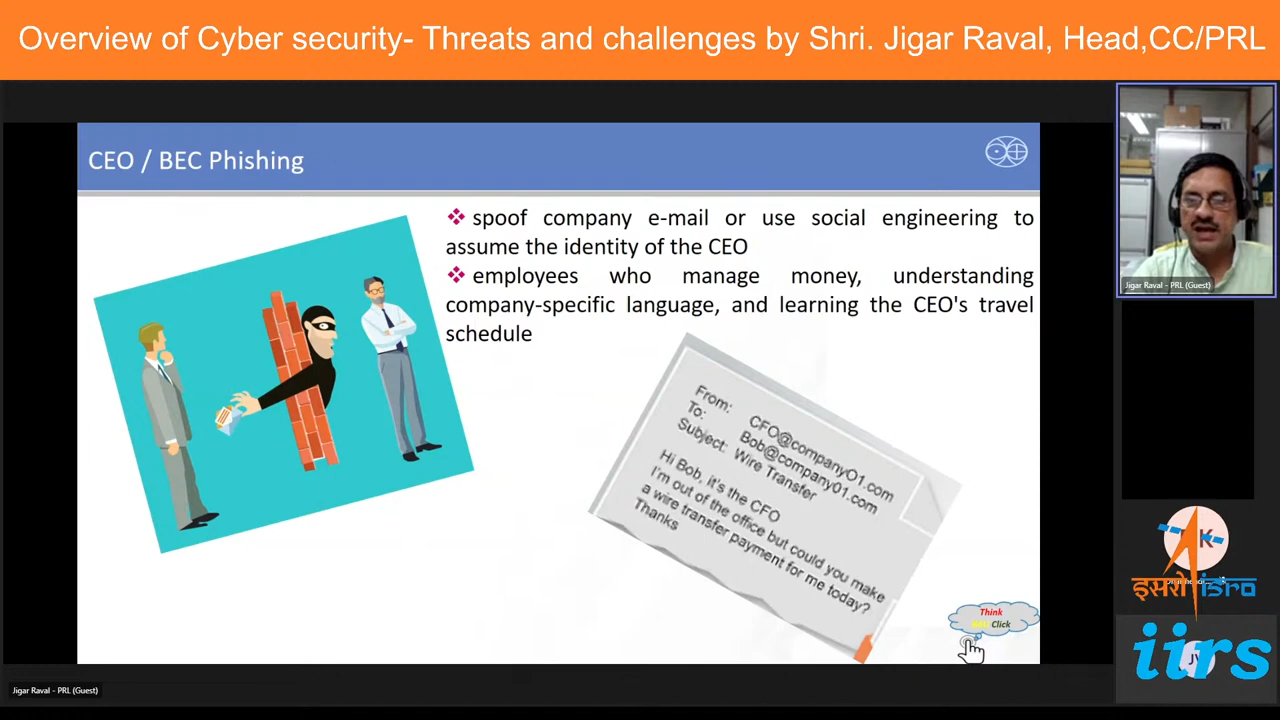 Overview of Cyber security- Threats and challenges by Shri. Jigar Raval, Head,CC/PRL
CEO / BEC Phishing
spoof company e-mail or use social engineering to
assume the identity of the CEO
employees who manage money, understanding
company-specific language, and learning the CEO's travel
schedule
From: CFO@companyO1.com
To: Bob@company01.com
Subject: Wire Transfer
Hi Bob, it's the CFO
I'm out of the office but could you make
a wire transfer payment for me today?
Thanks
Think
Click
Jigar Raval - PRL (Guest)
K
इसरो isro
JY
iirs
Jigar Raval - PRL (Guest)